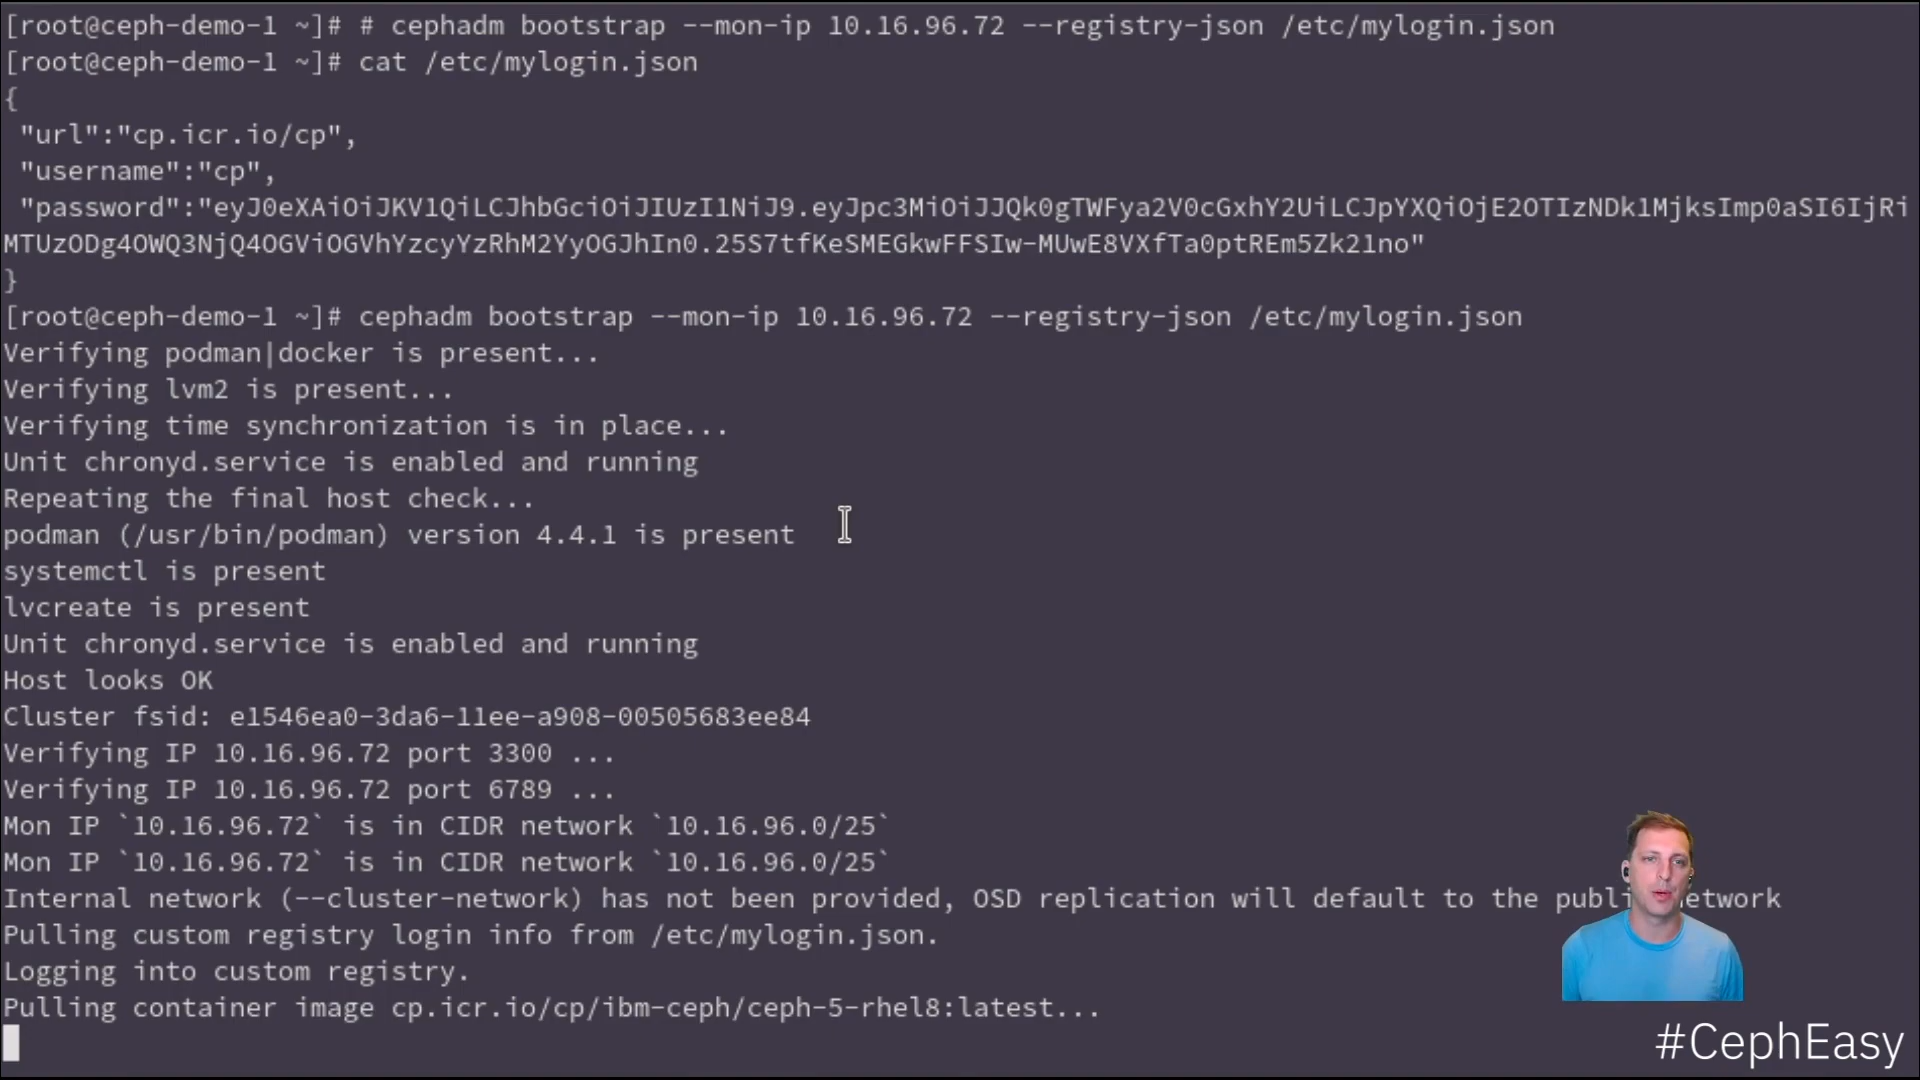 [root@ceph-demo-1 ~]# # cephadm bootstrap --mon-ip 10.16.96.72 --registry-json /etc/mylogin.json
[root@ceph-demo-1 ~]# cat /etc/mylogin.json
{
 "url":"cp.icr.io/cp",
 "username":"cp",
 "password":"eyJ0eXAiOiJKV1QiLCJhbGciOiJIUzI1NiJ9.eyJpc3MiOiJJQk0gTWFya2V0cGxhY2UiLCJpYXQiOjE2OTIzNDk1MjksImp0aSI6IjRi
MTUzODg4OWQ3NjQ4OGViOGVhYzcyYzRhM2YyOGJhIn0.25S7tfKeSMEGkwFFSIw-MUwE8VXfTa0ptREm5Zk21no"
}
[root@ceph-demo-1 ~]# cephadm bootstrap --mon-ip 10.16.96.72 --registry-json /etc/mylogin.json
Verifying podman|docker is present...
Verifying lvm2 is present...
Verifying time synchronization is in place...
Unit chronyd.service is enabled and running
Repeating the final host check...
podman (/usr/bin/podman) version 4.4.1 is present
systemctl is present
lvcreate is present
Unit chronyd.service is enabled and running
Host looks OK
Cluster fsid: e1546ea0-3da6-11ee-a908-00505683ee84
Verifying IP 10.16.96.72 port 3300 ...
Verifying IP 10.16.96.72 port 6789 ...
Mon IP `10.16.96.72` is in CIDR network `10.16.96.0/25`
Mon IP `10.16.96.72` is in CIDR network `10.16.96.0/25`
Internal network (--cluster-network) has not been provided, OSD replication will default to the public network
Pulling custom registry login info from /etc/mylogin.json.
Logging into custom registry.
Pulling container image cp.icr.io/cp/ibm-ceph/ceph-5-rhel8:latest...
#CephEasy